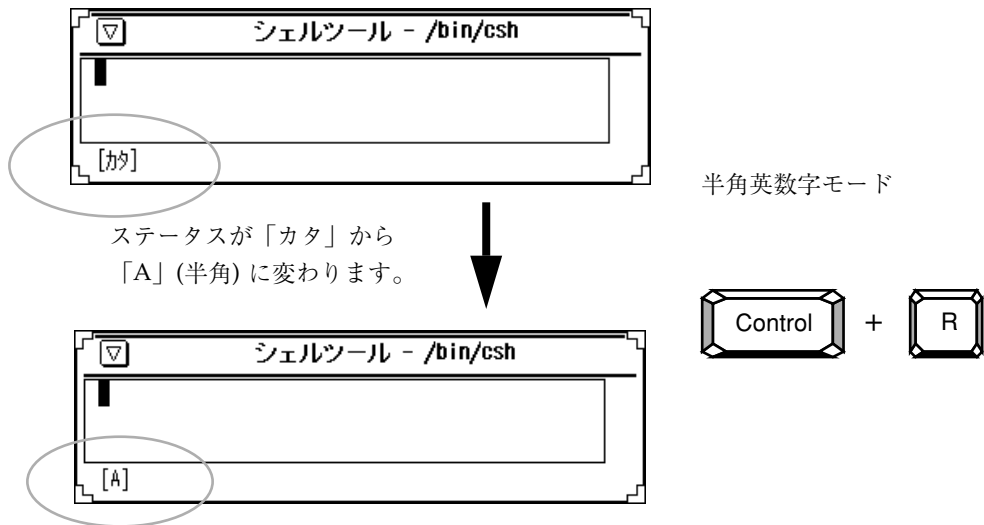 シェルツール - /bin/csh
[ｶﾀ]
半角英数字モード
ステータスが「カタ」から
「A」(半角) に変わります。
Control + R
シェルツール - /bin/csh
[A]